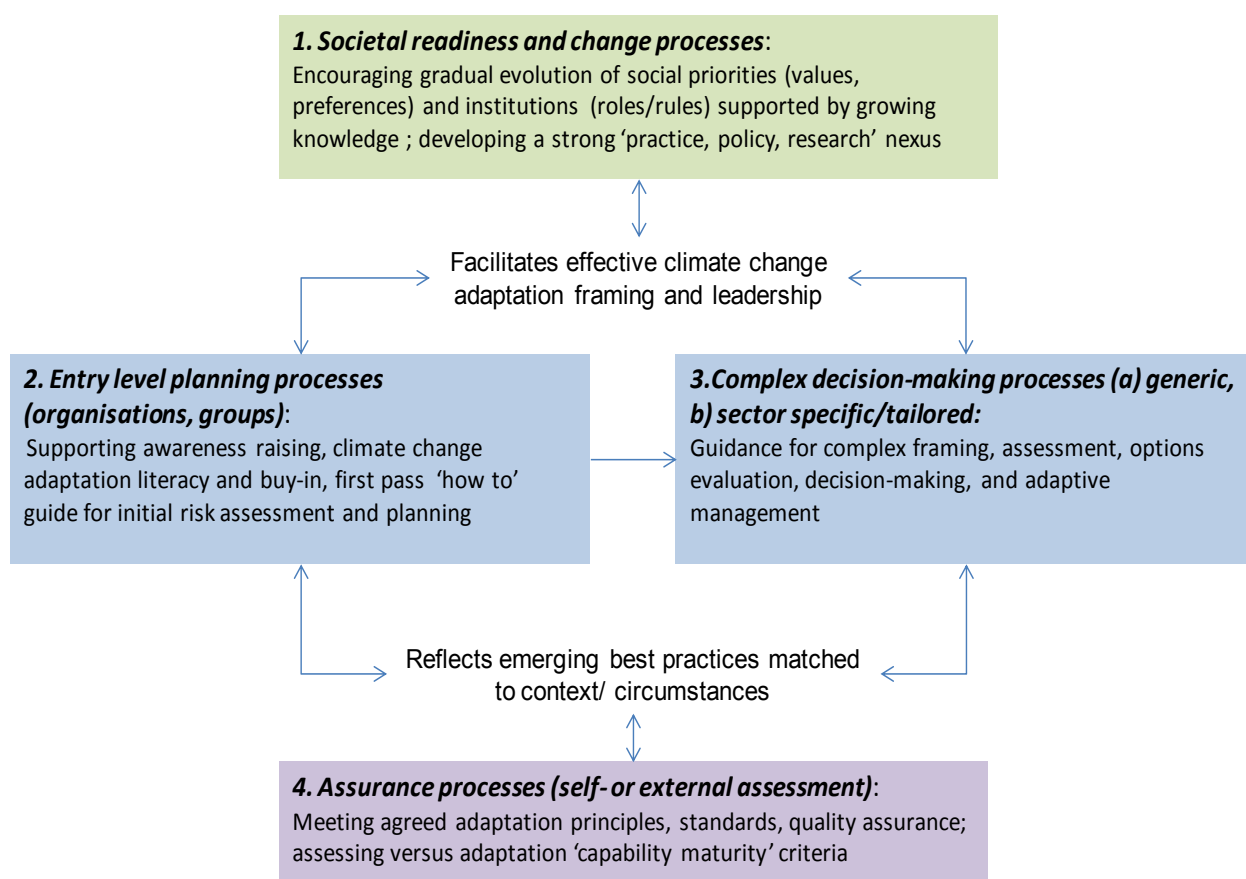 1. Societal readiness and change processes:
Encouraging gradual evolution of social priorities (values,
preferences) and institutions (roles/rules) supported by growing
knowledge ; developing a strong ‘practice, policy, research’ nexus
Facilitates effective climate change
adaptation framing and leadership
2. Entry level planning processes
(organisations, groups):
Supporting awareness raising, climate change
adaptation literacy and buy-in, first pass ‘how to’
guide for initial risk assessment and planning
3.Complex decision-making processes (a) generic,
b) sector specific/tailored:
Guidance for complex framing, assessment, options
evaluation, decision-making, and adaptive
management
Reflects emerging best practices matched
to context/ circumstances
4. Assurance processes (self- or external assessment):
Meeting agreed adaptation principles, standards, quality assurance;
assessing versus adaptation ‘capability maturity’ criteria